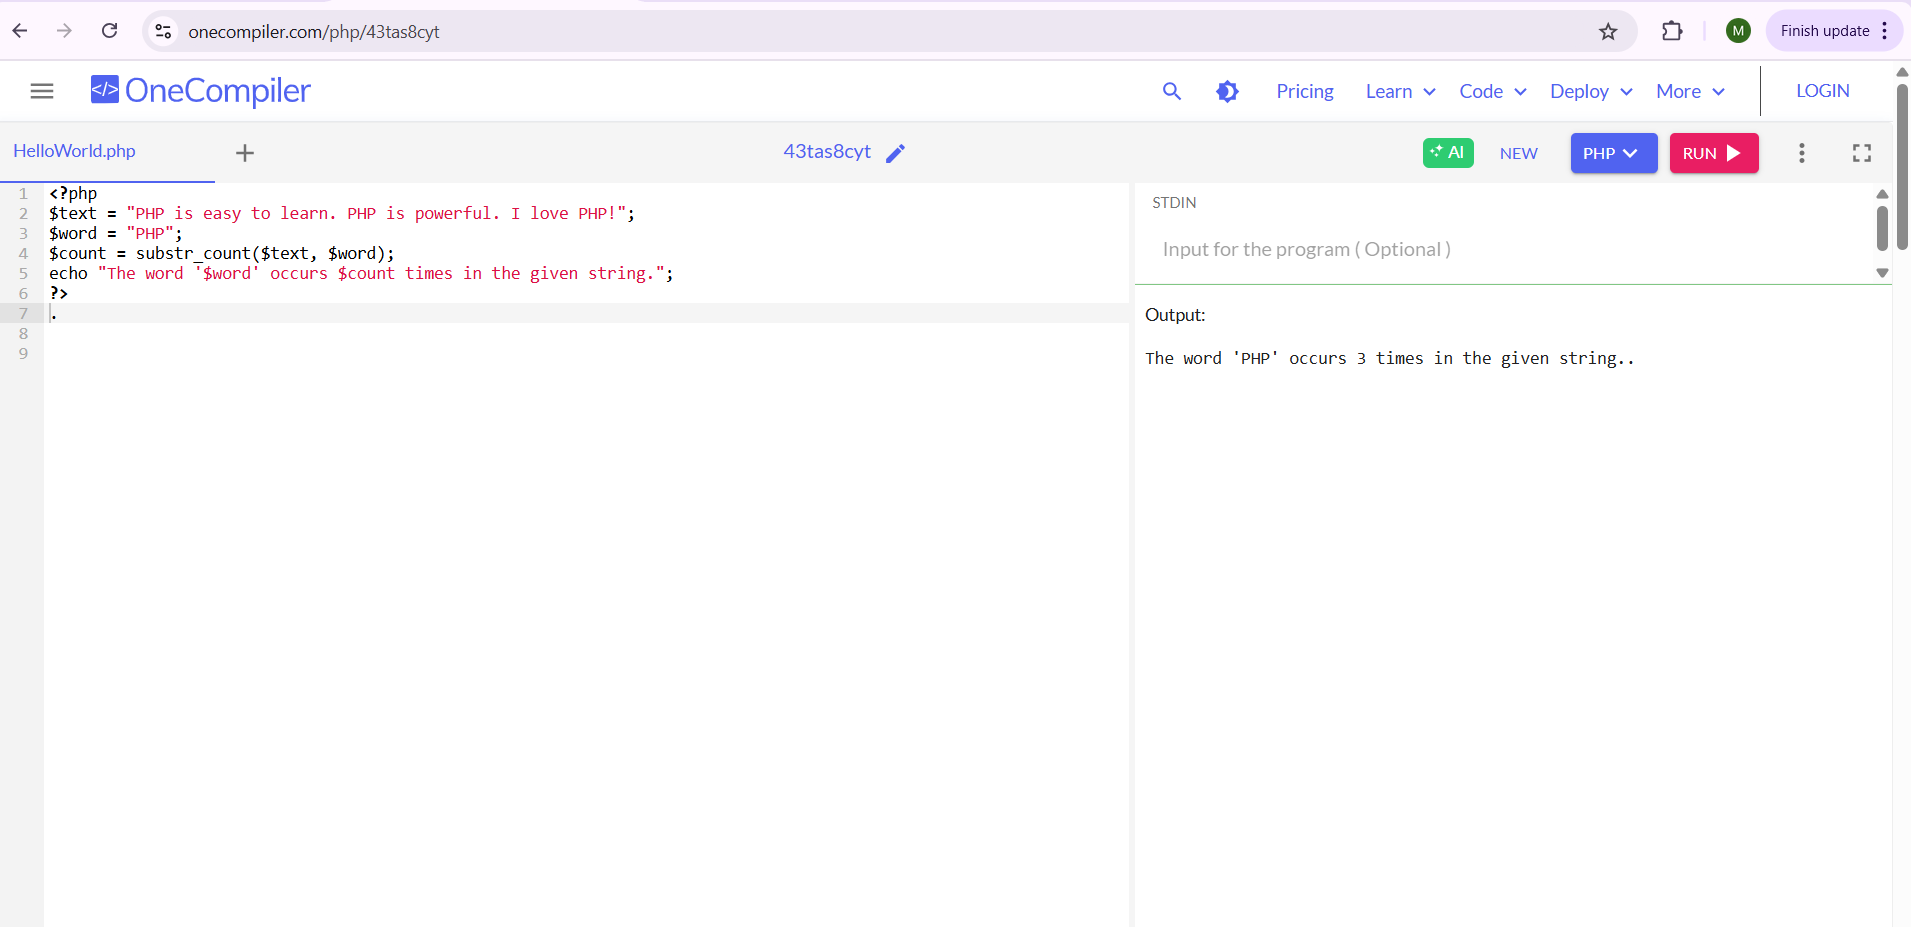 onecompiler.com/php/43tas8cyt
M
Finish update
</> OneCompiler
Pricing
Learn
Code
Deploy
More
LOGIN
HelloWorld.php
+
43tas8cyt
AI
NEW
PHP
RUN
1 <?php
2 $text = "PHP is easy to learn. PHP is powerful. I love PHP!";
3 $word = "PHP";
4 $count = substr_count($text, $word);
5 echo "The word '$word' occurs $count times in the given string.";
6 ?>
7 .
8
9
STDIN
Input for the program ( Optional )
Output:
The word 'PHP' occurs 3 times in the given string..